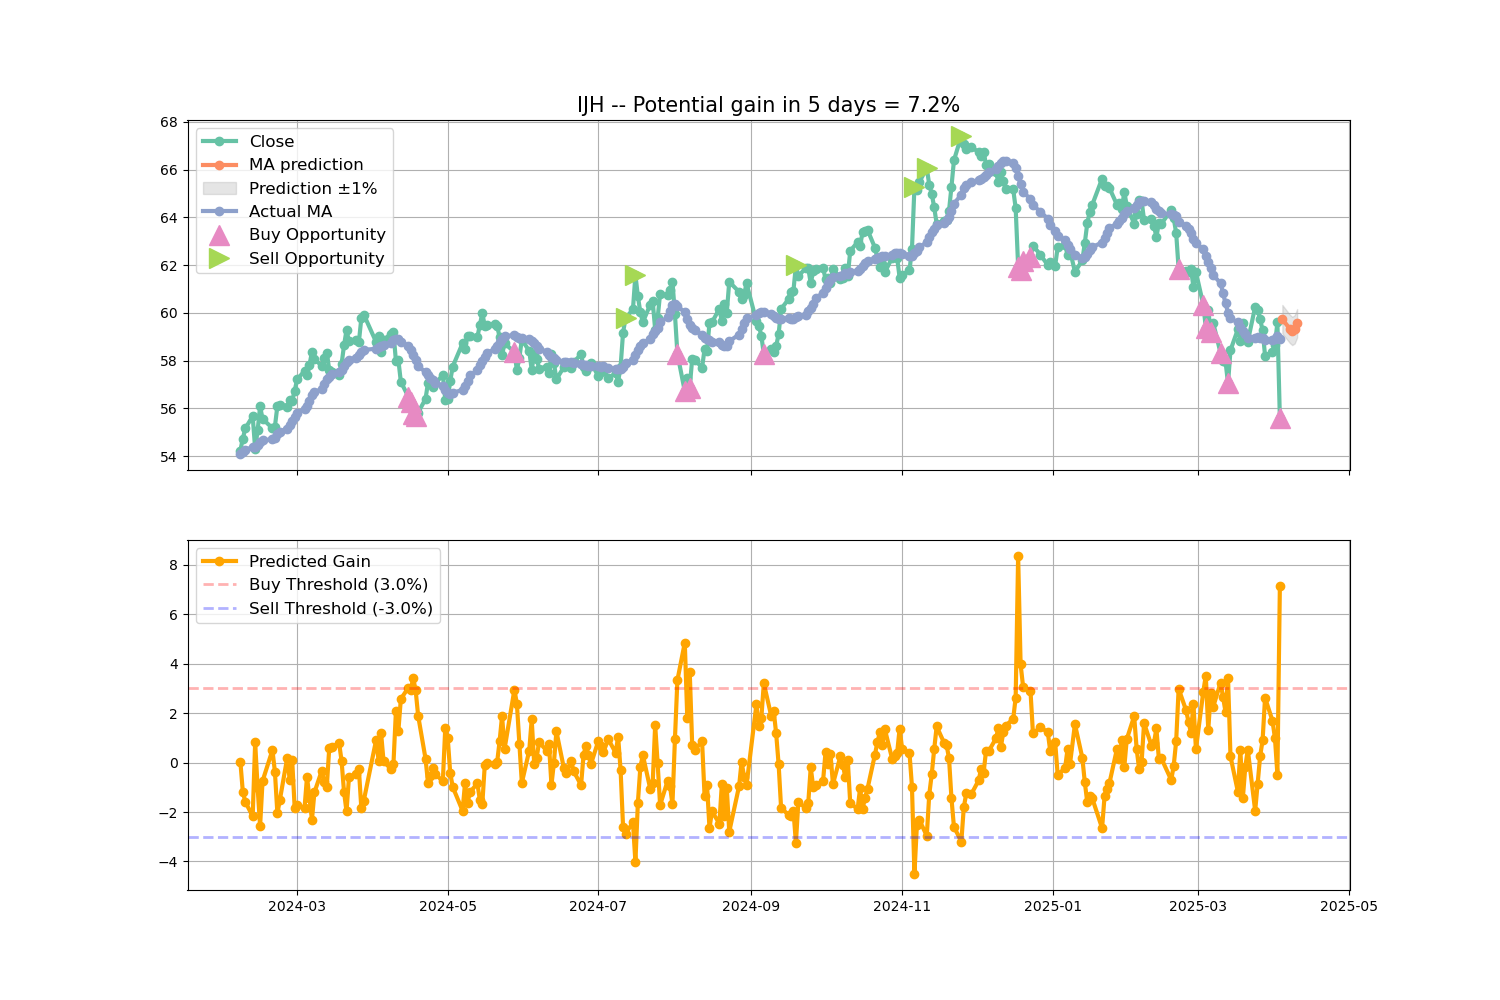 IJH -- Potential gain in 5 days = 7.2%
68
66
64
62
60
58
56
54
Close
MA prediction
Prediction ±1%
Actual MA
Buy Opportunity
Sell Opportunity
8
6
4
2
0
−2
−4
Predicted Gain
Buy Threshold (3.0%)
Sell Threshold (-3.0%)
2024-03
2024-05
2024-07
2024-09
2024-11
2025-01
2025-03
2025-05